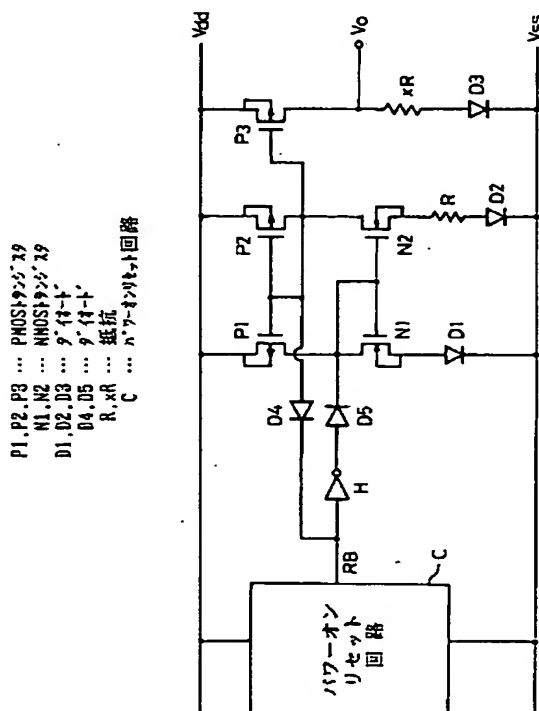 P1,P2,P3 … PMOSトランジスタ
N1,N2 … NMOSトランジスタ
D1,D2,D3 … ダイオード
D4,D5 … ダイオード
R,xR … 抵抗
C … パワーオンリセット回路
Vdd
P1
P2
P3
Vo
D4
D5
H
RB
N1
N2
R
xR
D1
D2
D3
C
パワーオン
リセット
回路
Vss